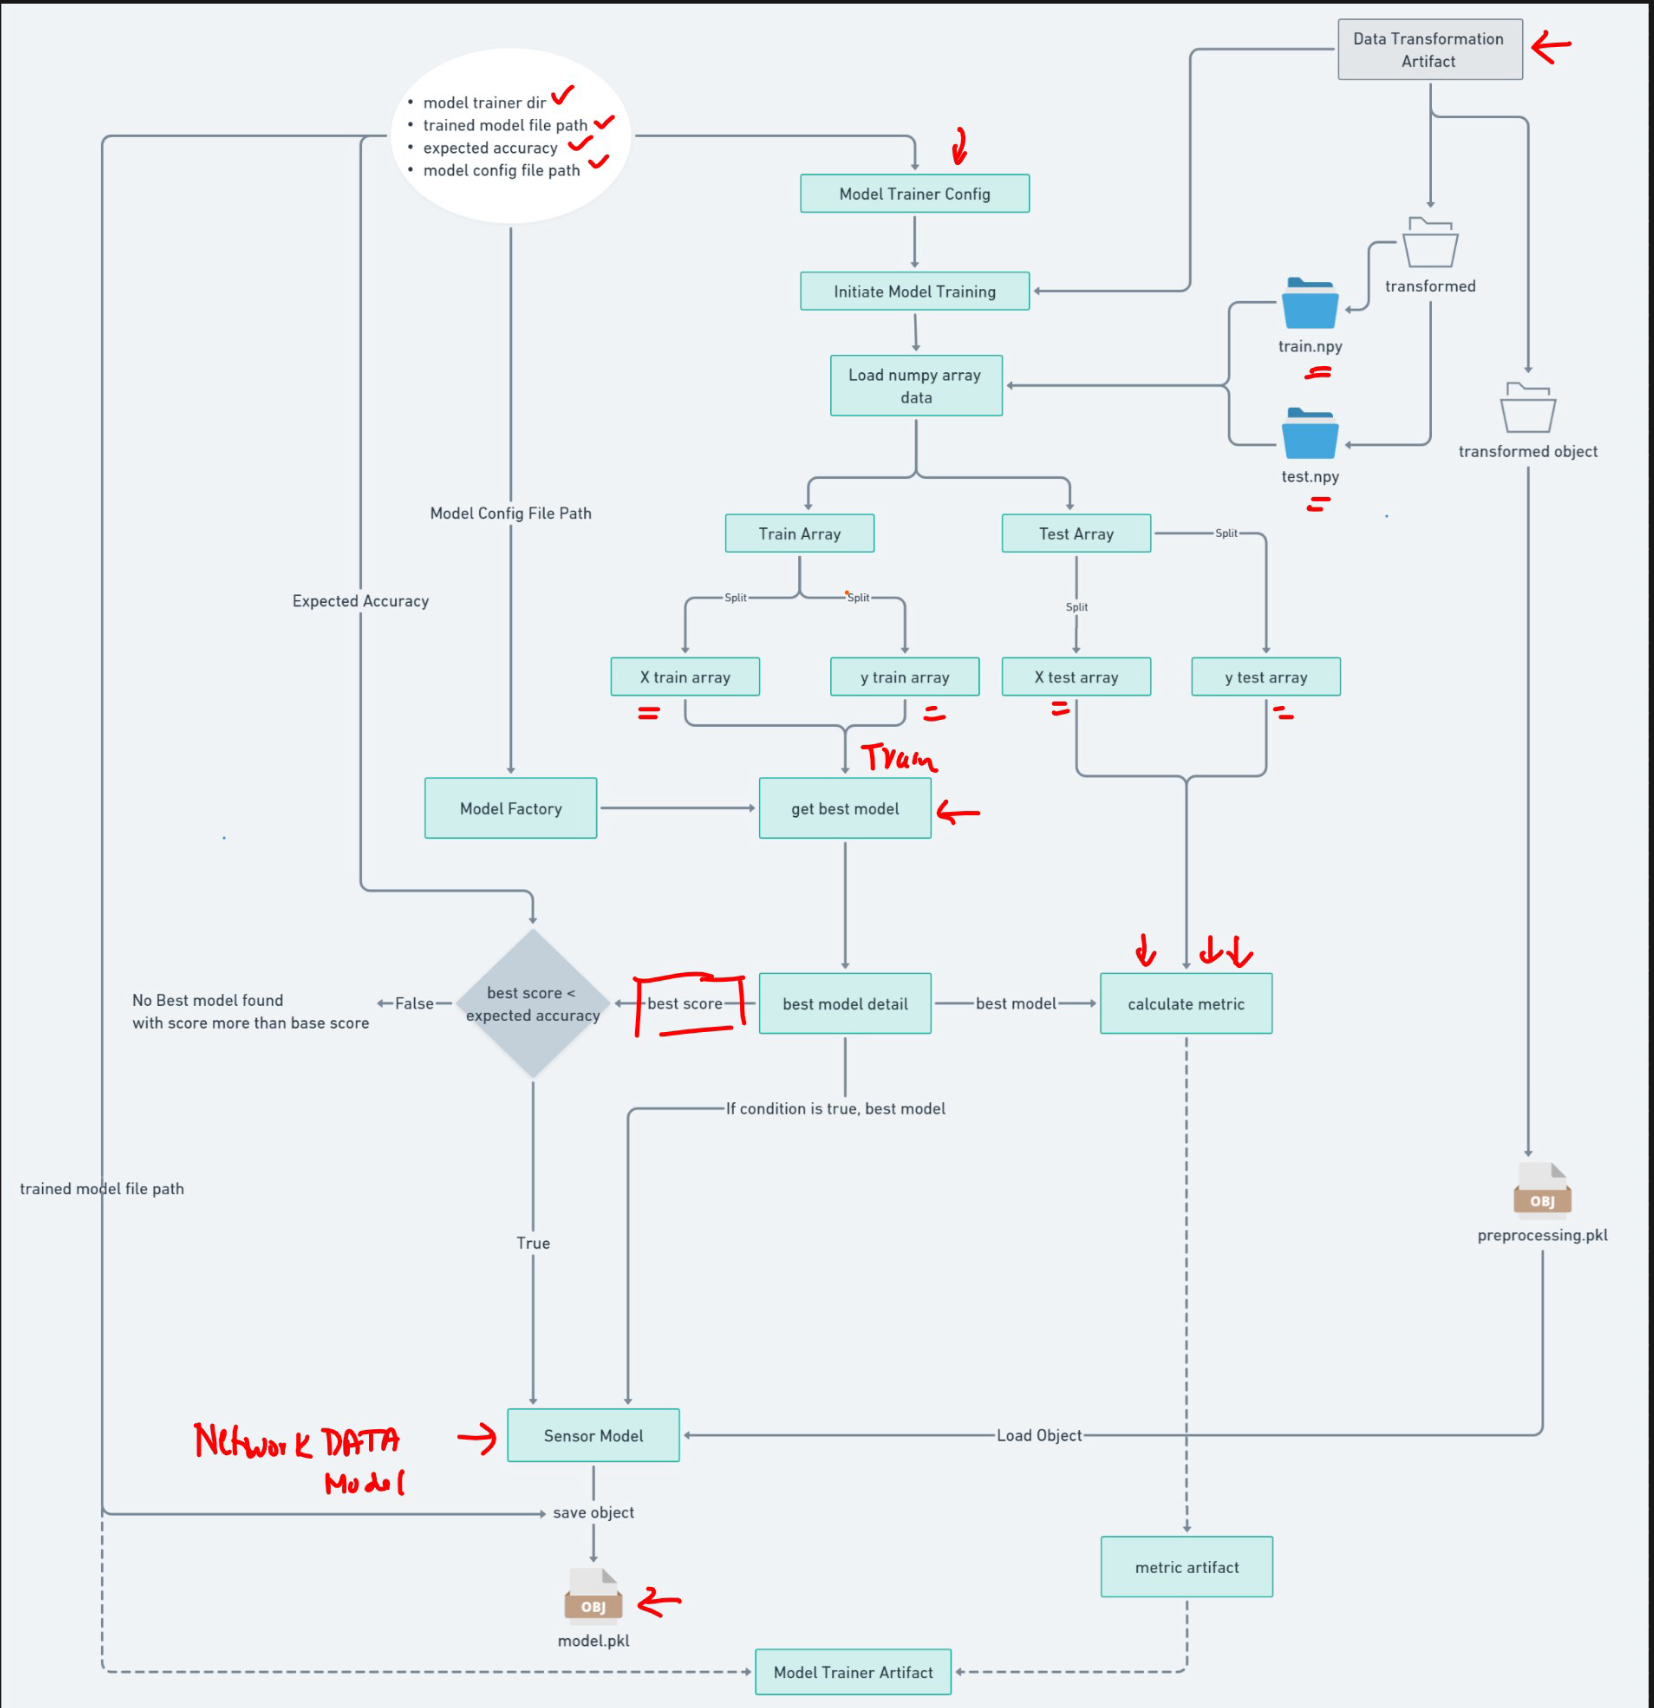 Data Transformation
Artifact
• model trainer dir
• trained model file path
• expected accuracy
• model config file path
Model Trainer Config
Initiate Model Training
transformed
train.npy
Load numpy array
data
transformed object
test.npy
Model Config File Path
Train Array
Test Array
Split
Split
Split
Split
Expected Accuracy
X train array
y train array
X test array
y test array
Train
Model Factory
get best model
No Best model found
with score more than base score
False
best score <
expected accuracy
best score
best model detail
best model
calculate metric
If condition is true, best model
trained model file path
True
OBJ
preprocessing.pkl
Network DATA
Model
Sensor Model
Load Object
save object
metric artifact
OBJ
model.pkl
Model Trainer Artifact